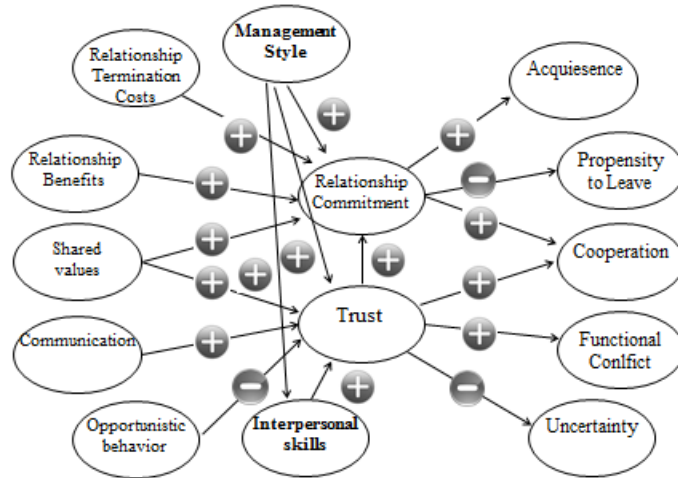 Management
Style
Relationship
Termination
Costs
Acquiesence
Relationship
Benefits
Relationship
Commitment
Propensity
to Leave
Shared
values
Cooperation
Trust
Communication
Functional
Conlfict
Opportunistic
behavior
Interpersonal
skills
Uncertainty